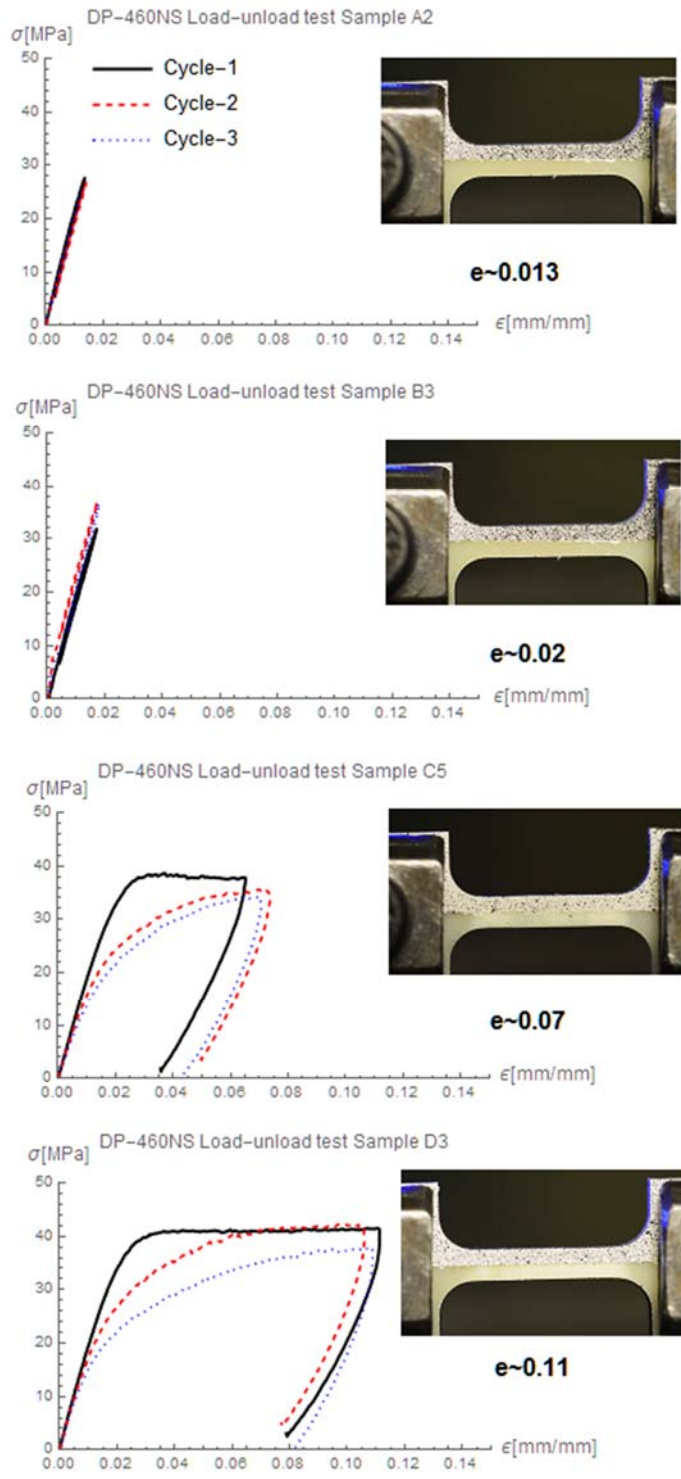 DP-460NS Load-unload test Sample A2
σ[MPa]
50
40
30
20
10
0
Cycle-1
Cycle-2
Cycle-3
e~0.013
0.00 0.02 0.04 0.06 0.08 0.10 0.12 0.14
ϵ[mm/mm]
DP-460NS Load-unload test Sample B3
σ[MPa]
50
40
30
20
10
0
e~0.02
0.00 0.02 0.04 0.06 0.08 0.10 0.12 0.14
ϵ[mm/mm]
DP-460NS Load-unload test Sample C5
σ[MPa]
50
40
30
20
10
0
e~0.07
0.00 0.02 0.04 0.06 0.08 0.10 0.12 0.14
ϵ[mm/mm]
DP-460NS Load-unload test Sample D3
σ[MPa]
50
40
30
20
10
0
e~0.11
0.00 0.02 0.04 0.06 0.08 0.10 0.12 0.14
ϵ[mm/mm]